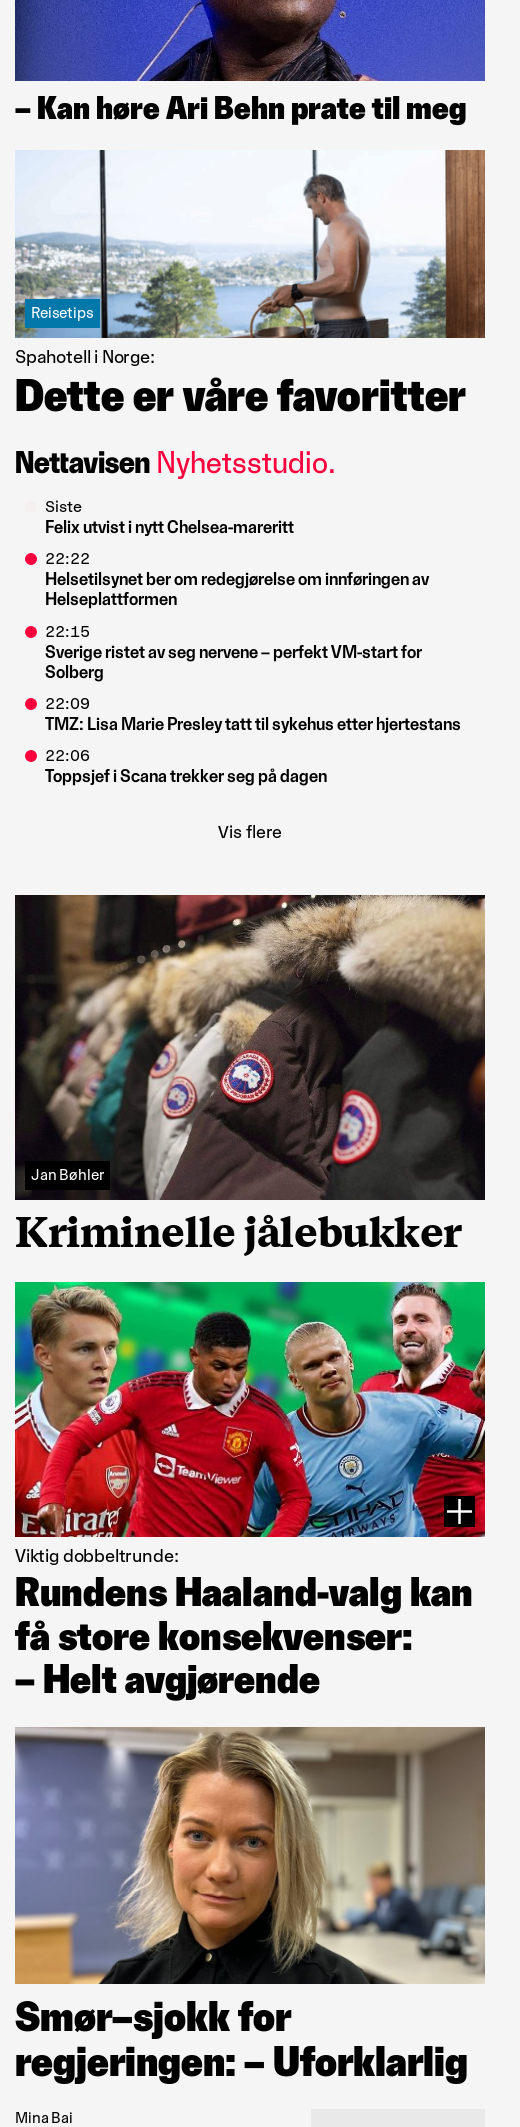 – Kan høre Ari Behn prate til meg
Reisetips
Spahotell i Norge:
Dette er våre favoritter
Nettavisen Nyhetsstudio.
Siste
Felix utvist i nytt Chelsea-mareritt
22:22
Helsetilsynet ber om redegjørelse om innføringen av
Helseplattformen
22:15
Sverige ristet av seg nervene – perfekt VM-start for
Solberg
22:09
TMZ: Lisa Marie Presley tatt til sykehus etter hjertestans
22:06
Toppsjef i Scana trekker seg på dagen
Vis flere
Jan Bøhler
Kriminelle jålebukker
Arsenal
TeamViewer
ETIHAD
AIRWAYS
Viktig dobbeltrunde:
Rundens Haaland-valg kan
få store konsekvenser:
– Helt avgjørende
Smør–sjokk for
regjeringen: – Uforklarlig
Mina Bai